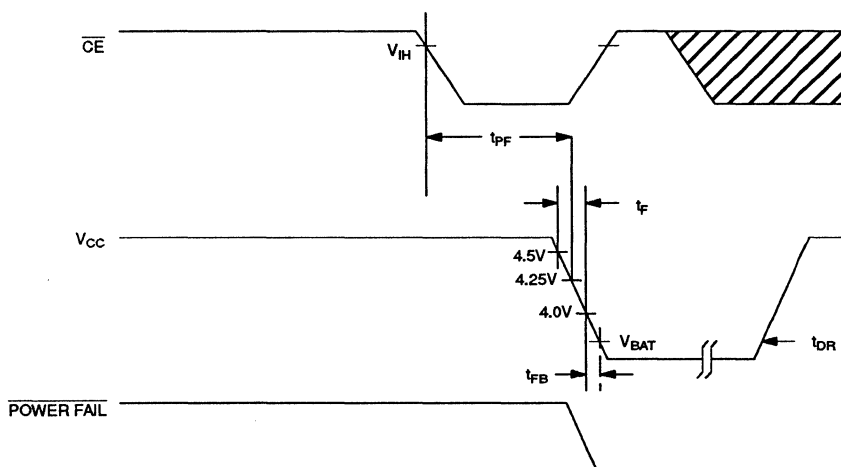 CE
V_IH
t_PF
t_F
V_CC
4.5V
4.25V
4.0V
V_BAT
t_DR
t_FB
POWER FAIL